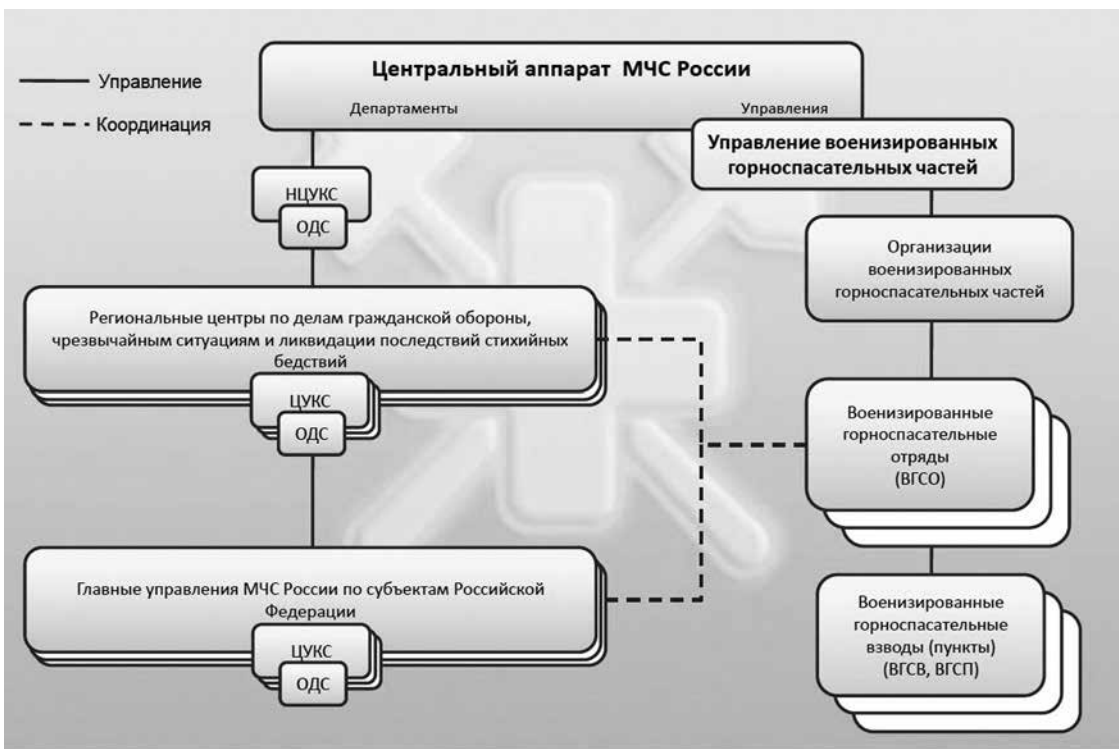 Центральный аппарат МЧС России
Департаменты
Управления
Управление
Координация
Управление военизированных
горноспасательных частей
НЦУКС
ОДС
Организации
военизированных
горноспасательных частей
Региональные центры по делам гражданской обороны,
чрезвычайным ситуациям и ликвидации последствий стихийных
бедствий
ЦУКС
ОДС
Военизированные
горноспасательные
отряды
(ВГСО)
Главные управления МЧС России по субъектам Российской
Федерации
ЦУКС
ОДС
Военизированные
горноспасательные
взводы (пункты)
(ВГСВ, ВГСП)